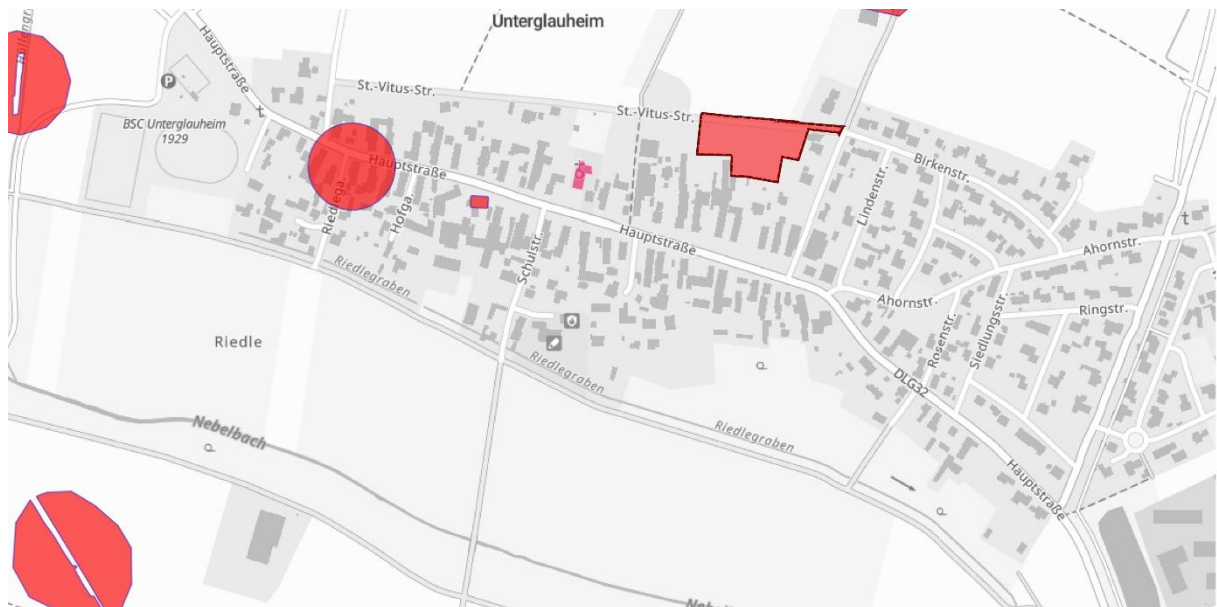 Unterglauheim
Hauptstraße
P
St.-Vitus-Str.
St.-Vitus-Str.
BSC Unterglauheim
1929
Hauptstraße
Birkenstr.
Riedlega.
Hofga.
Lindenstr.
Schulstr.
Hauptstraße
Ahornstr.
Riedlegraben
Ahornstr.
Ringstr.
Rosenstr.
Siedlungsstr.
Riedle
Riedlegraben
DLG32
Nebelbach
Riedlegraben
Hauptstraße